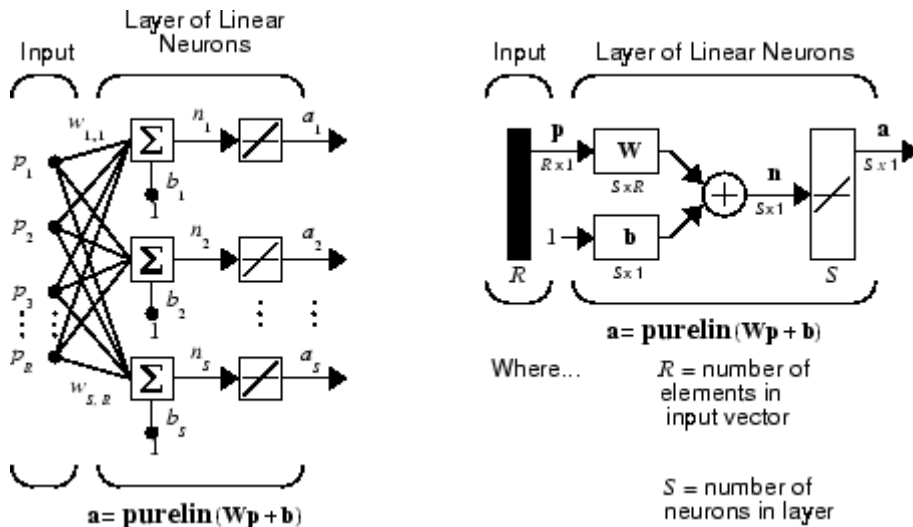 Layer of Linear
Input Neurons
w1,1
n1 a1
p1
b1
1
p2
n2 a2
p3
b2
1
pR
nS aS
wS,R
bS
1
a= purelin(Wp+b)
Input Layer of Linear Neurons
p W a
R x 1 S x R n S x 1
S x 1
1 b
S x 1
R S
a= purelin(Wp+b)
Where... R = number of
elements in
input vector
S = number of
neurons in layer